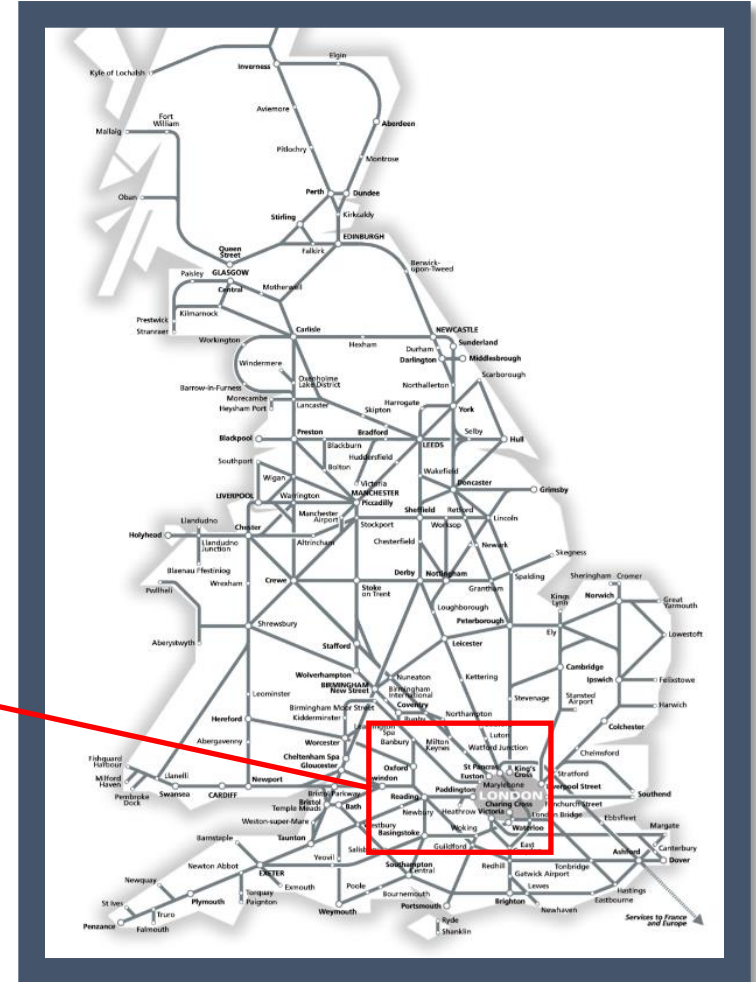 Elgin
Inverness
Kyle of Lochalsh
Aviemore
Fort
William
Aberdeen
Mallaig
Pitlochry
Montrose
Perth
Dundee
Oban
Stirling
Kirkcaldy
EDINBURGH
Queen
Street
Falkirk
Berwick-
upon-Tweed
Paisley
GLASGOW
Central
Motherwell
Prestwick
Kilmarnock
Stranraer
Carlisle
NEWCASTLE
Workington
Hexham
Sunderland
Durham
Darlington
Middlesbrough
Windermere
Scarborough
Oxenholme
Lake District
Northallerton
Barrow-in-Furness
Morecambe
Lancaster
Harrogate
Heysham Port
Skipton
York
Blackpool
Preston
Bradford
Selby
Blackburn
LEEDS
Hull
Southport
Huddersfield
Bolton
Wakefield
Wigan
Victoria
Doncaster
LIVERPOOL
Warrington
MANCHESTER
Piccadilly
Grimsby
Manchester
Airport
Sheffield
Retford
Llandudno
Stockport
Worksop
Lincoln
Holyhead
Chester
Llandudno
Junction
Altrincham
Chesterfield
Newark
Skegness
Blaenau Ffestiniog
Derby
Nottingham
Sheringham
Cromer
Pwllheli
Wrexham
Crewe
Stoke
on Trent
Grantham
Spalding
Kings
Lynn
Norwich
Great
Yarmouth
Loughborough
Shrewsbury
Peterborough
Ely
Lowestoft
Aberystwyth
Stafford
Leicester
Wolverhampton
Cambridge
BIRMINGHAM
New Street
Nuneaton
Kettering
Ipswich
Felixstowe
Birmingham
International
Leominster
Birmingham Moor Street
Coventry
Stevenage
Stansted
Airport
Harwich
Kidderminster
Rugby
Northampton
Hereford
Leamington
Spa
Colchester
Worcester
Banbury
Milton
Keynes
Luton
Abergavenny
Watford Junction
Chelmsford
Cheltenham Spa
Fishguard
Harbour
Gloucester
Oxford
St Pancras
King's
Cross
Euston
Stratford
Milford
Haven
Llanelli
Newport
Swindon
Marylebone
Liverpool Street
Pembroke
Dock
Swansea
CARDIFF
Bristol Parkway
Reading
Paddington
LONDON
Southend
Bristol
Temple Meads
Bath
Charing Cross
Fenchurch Street
Newbury
Heathrow
Victoria
London Bridge
Ebbsfleet
Weston-super-Mare
Westbury
Waterloo
Margate
Barnstaple
Taunton
Basingstoke
Woking
East
Canterbury
Salisbury
Guildford
Ashford
Yeovil
Redhill
Tonbridge
Dover
Newton Abbot
Southampton
Central
Gatwick Airport
EXETER
Newquay
Exmouth
Poole
Lewes
Hastings
Torquay
Bournemouth
Eastbourne
St Ives
Plymouth
Paignton
Portsmouth
Brighton
Newhaven
Truro
Weymouth
Penzance
Falmouth
Ryde
Shanklin
Services to France
and Europe